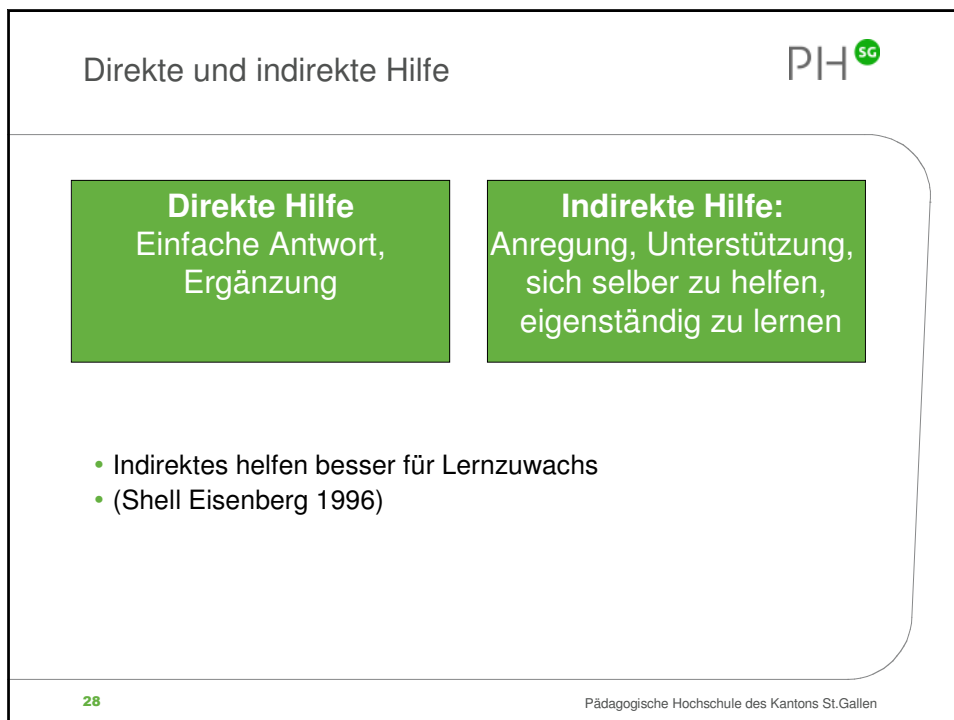 Direkte und indirekte Hilfe
PH SG
Direkte Hilfe
Einfache Antwort,
Ergänzung
Indirekte Hilfe:
Anregung, Unterstützung,
sich selber zu helfen,
eigenständig zu lernen
• Indirektes helfen besser für Lernzuwachs
• (Shell Eisenberg 1996)
28
Pädagogische Hochschule des Kantons St.Gallen